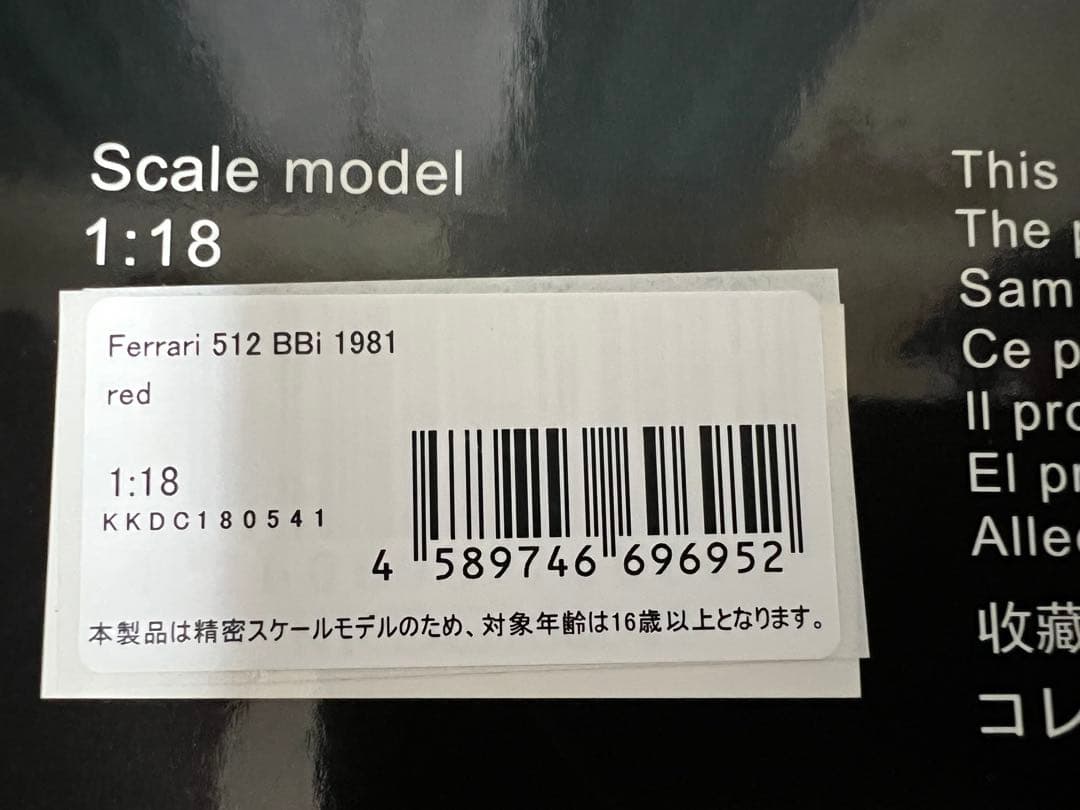 Scale model
1:18
Ferrari 512 BBi 1981
red
1:18
KKDC180541
4 589746 696952
本製品は精密スケールモデルのため、対象年齢は16歳以上となります。
This
The
Sam
Ce
Il pro
El pr
Alle
收藏
コレ